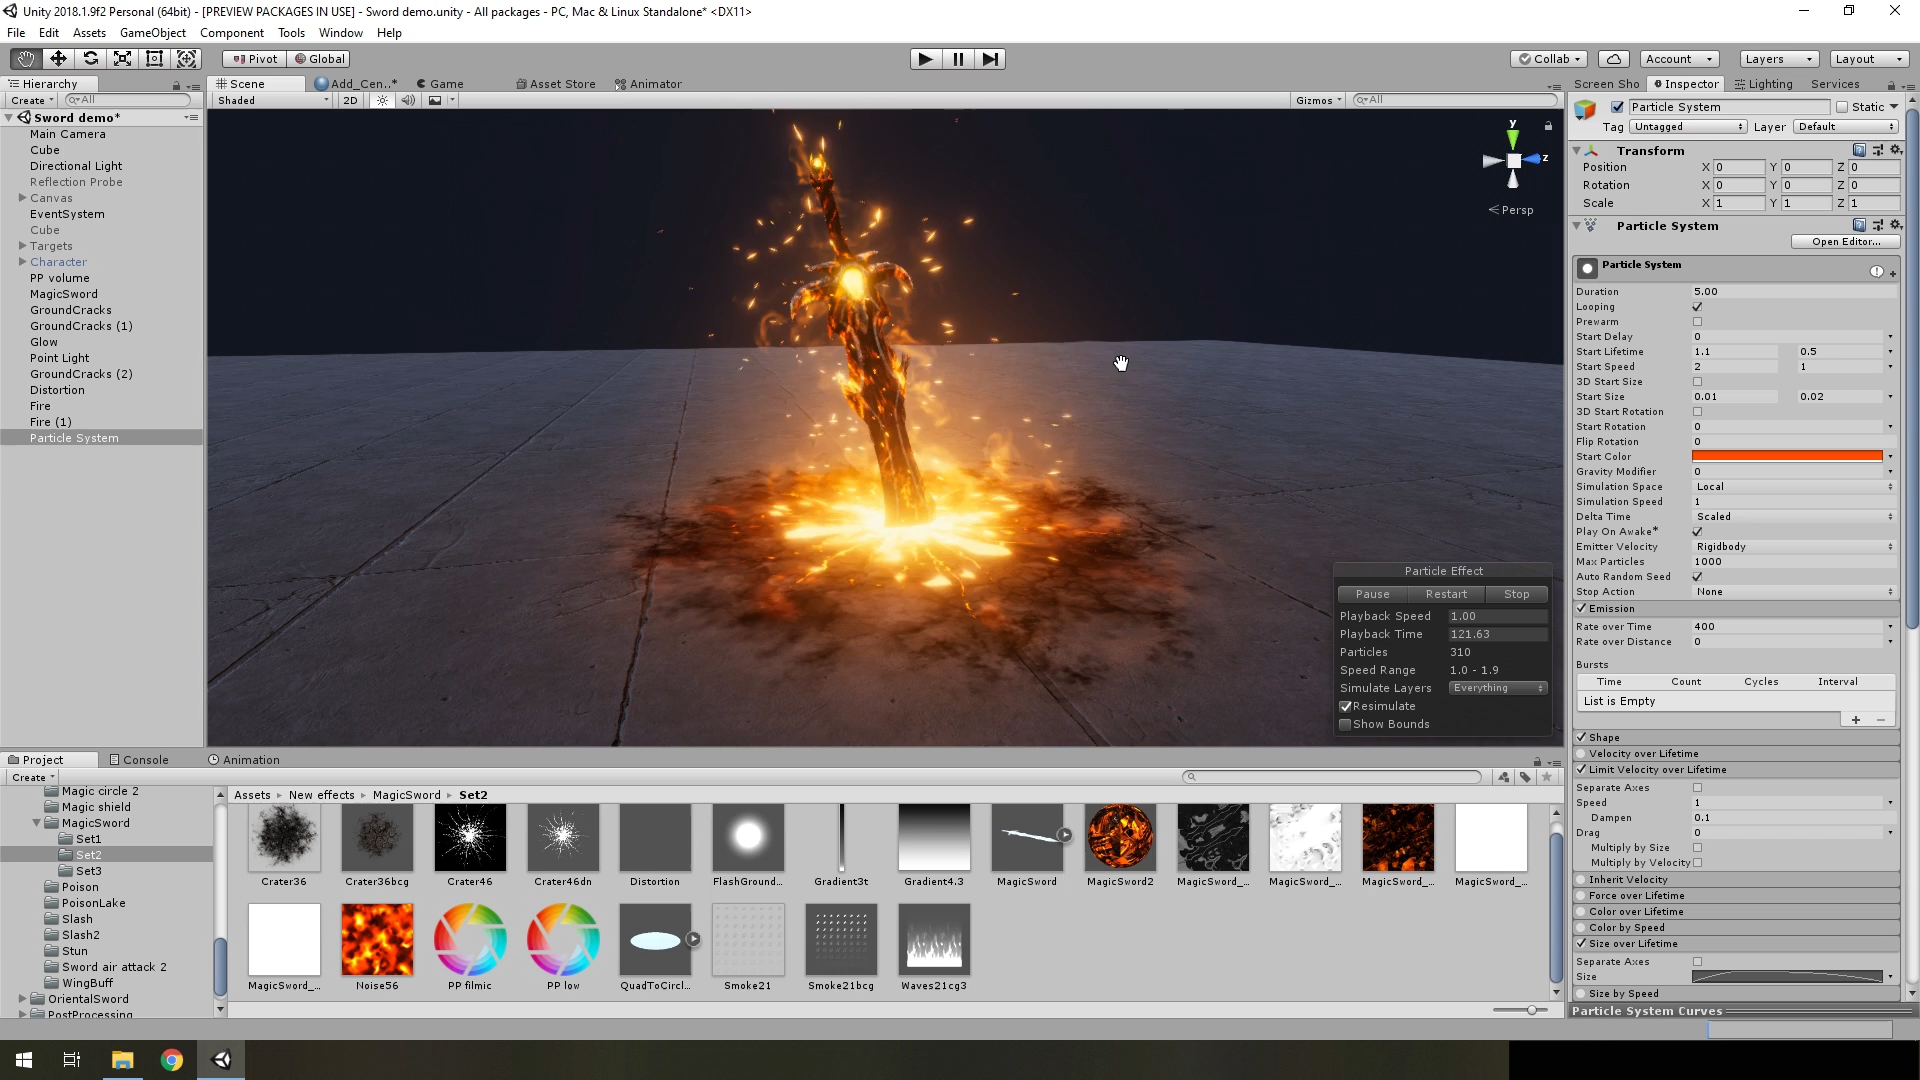 Unity 2018.1.9f2 Personal (64bit) - [PREVIEW PACKAGES IN USE] - Sword demo.unity - All packages - PC, Mac & Linux Standalone* <DX11>
File Edit Assets GameObject Component Tools Window Help
Pivot Global Collab Account Layers Layout
Hierarchy Scene Add_Cen..* Game Asset Store Animator Screen Sho Inspector Lighting Services
Create All Shaded 2D Gizmos All
Particle System Static
Tag Untagged Layer Default
Sword demo*
Main Camera
Cube
Directional Light
Reflection Probe
Canvas
EventSystem
Cube
Targets
Character
PP volume
MagicSword
GroundCracks
GroundCracks (1)
Glow
Point Light
GroundCracks (2)
Distortion
Fire
Fire (1)
Particle System
y
z
Persp
Particle Effect
Pause Restart Stop
Playback Speed 1.00
Playback Time 121.63
Particles 310
Speed Range 1.0 - 1.9
Simulate Layers Everything
Resimulate
Show Bounds
Transform
Position X 0 Y 0 Z 0
Rotation X 0 Y 0 Z 0
Scale X 1 Y 1 Z 1
Particle System
Open Editor...
Particle System
Duration 5.00
Looping
Prewarm
Start Delay 0
Start Lifetime 1.1 0.5
Start Speed 2 1
3D Start Size
Start Size 0.01 0.02
3D Start Rotation
Start Rotation 0
Flip Rotation 0
Start Color
Gravity Modifier 0
Simulation Space Local
Simulation Speed 1
Delta Time Scaled
Play On Awake*
Emitter Velocity Rigidbody
Max Particles 1000
Auto Random Seed
Stop Action None
Emission
Rate over Time 400
Rate over Distance 0
Bursts
Time Count Cycles Interval
List is Empty
Shape
Velocity over Lifetime
Limit Velocity over Lifetime
Separate Axes
Speed 1
Dampen 0.1
Drag 0
Multiply by Size
Multiply by Velocity
Inherit Velocity
Force over Lifetime
Color over Lifetime
Color by Speed
Size over Lifetime
Separate Axes
Size
Size by Speed
Particle System Curves
Project Console Animation
Create
Magic circle 2
Magic shield
MagicSword
Set1
Set2
Set3
Poison
PoisonLake
Slash
Slash2
Stun
Sword air attack 2
WingBuff
OrientalSword
PostProcessing
Assets New effects MagicSword Set2
Crater36 Crater36bcg Crater46 Crater46dn Distortion FlashGround... Gradient3t Gradient4.3 MagicSword MagicSword2 MagicSword_... MagicSword_... MagicSword_... MagicSword_...
MagicSword_... Noise56 PP filmic PP low QuadToCircl... Smoke21 Smoke21bcg Waves21cg3